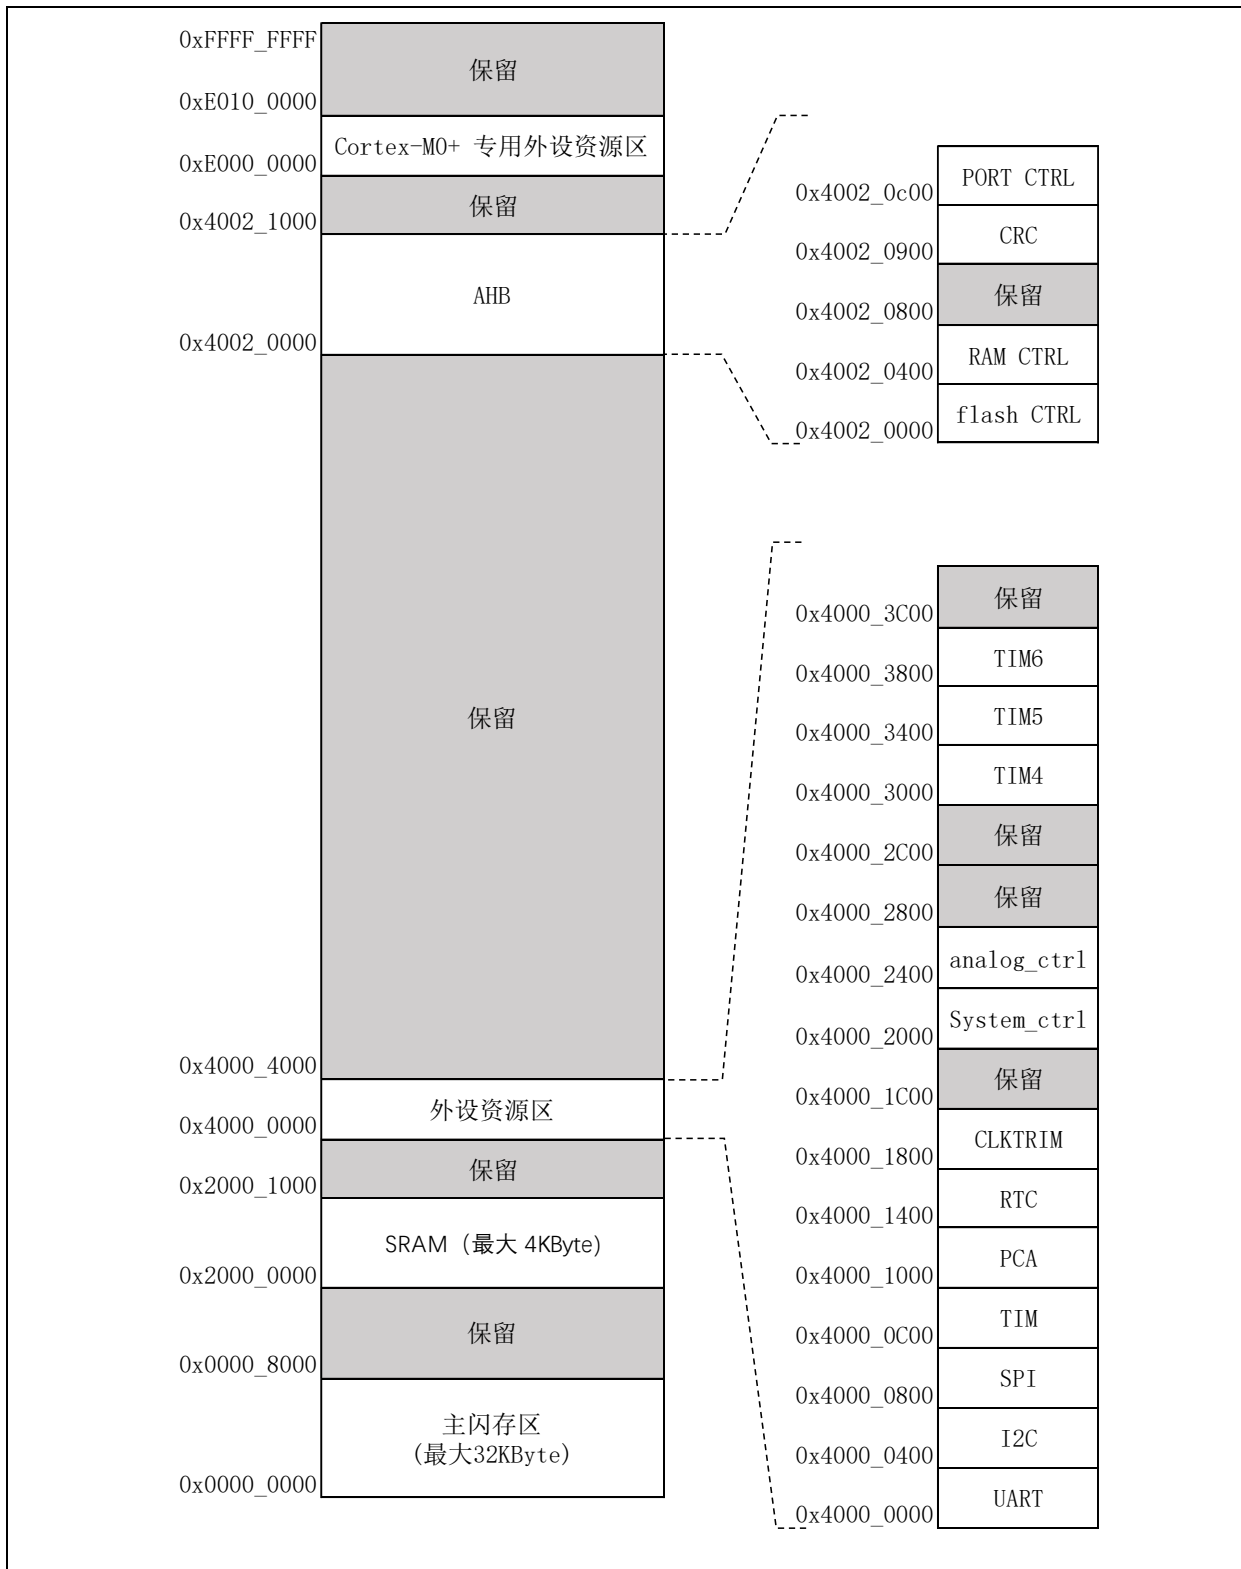 0xFFFF_FFFF
保留
0xE010_0000
Cortex-M0+ 专用外设资源区
0xE000_0000
保留
0x4002_1000
AHB
0x4002_0000
保留
0x4000_4000
外设资源区
0x4000_0000
保留
0x2000_1000
SRAM（最大 4KByte）
0x2000_0000
保留
0x0000_8000
主闪存区
(最大32KByte)
0x0000_0000
PORT CTRL
0x4002_0c00
CRC
0x4002_0900
保留
0x4002_0800
RAM CTRL
0x4002_0400
flash CTRL
0x4002_0000
保留
0x4000_3C00
TIM6
0x4000_3800
TIM5
0x4000_3400
TIM4
0x4000_3000
保留
0x4000_2C00
保留
0x4000_2800
analog_ctrl
0x4000_2400
System_ctrl
0x4000_2000
保留
0x4000_1C00
CLKTRIM
0x4000_1800
RTC
0x4000_1400
PCA
0x4000_1000
TIM
0x4000_0C00
SPI
0x4000_0800
I2C
0x4000_0400
UART
0x4000_0000